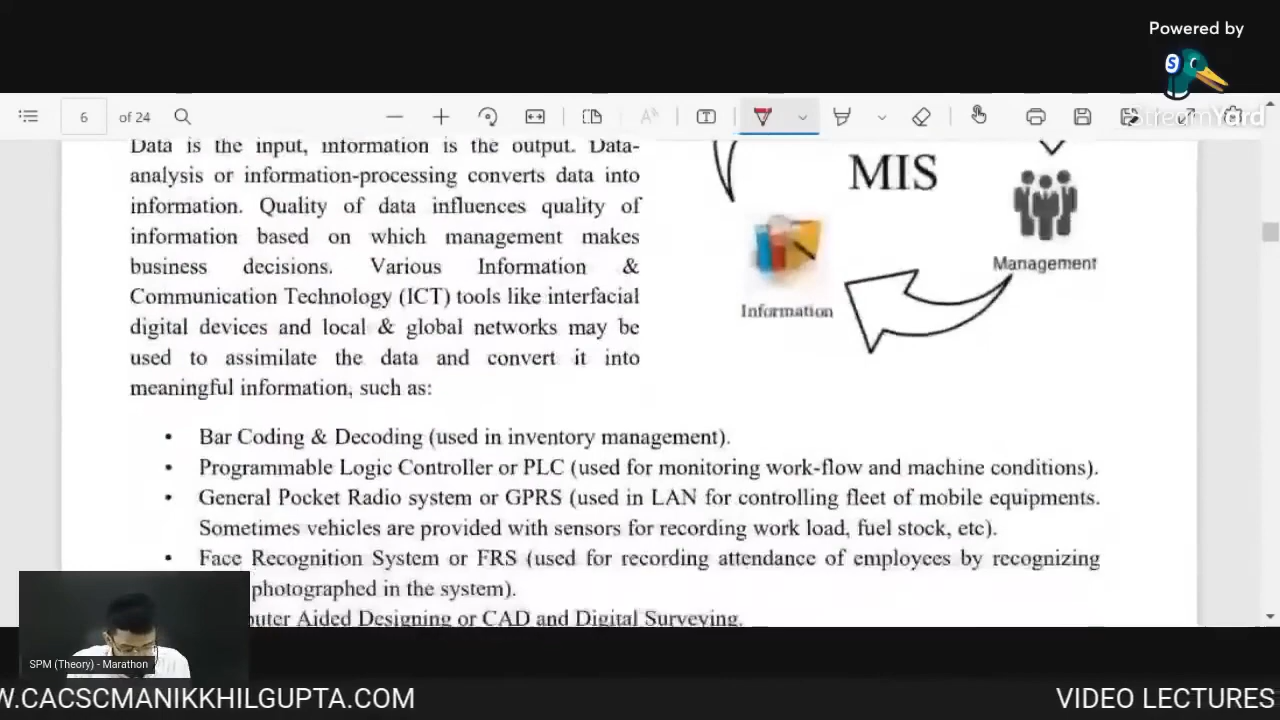 Powered by
S
6 of 24
StreamYard
Data is the input, information is the output. Data-
analysis or information-processing converts data into
information. Quality of data influences quality of
information based on which management makes
business decisions. Various Information &
Communication Technology (ICT) tools like interfacial
digital devices and local & global networks may be
used to assimilate the data and convert it into
meaningful information, such as:
MIS
Management
Information
• Bar Coding & Decoding (used in inventory management).
• Programmable Logic Controller or PLC (used for monitoring work-flow and machine conditions).
• General Pocket Radio system or GPRS (used in LAN for controlling fleet of mobile equipments.
Sometimes vehicles are provided with sensors for recording work load, fuel stock, etc).
• Face Recognition System or FRS (used for recording attendance of employees by recognizing
photographed in the system).
uter Aided Designing or CAD and Digital Surveying.
SPM (Theory) - Marathon
W.CACSCMANIKKHILGUPTA.COM
VIDEO LECTURES